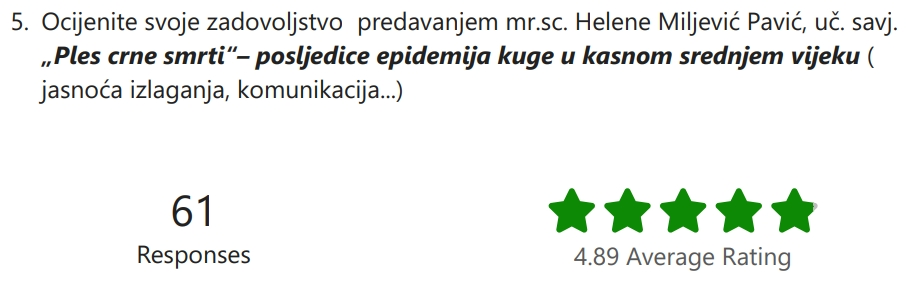 5. Ocijenite svoje zadovoljstvo  predavanjem mr.sc. Helene Miljević Pavić, uč. savj.
„Ples crne smrti“– posljedice epidemija kuge u kasnom srednjem vijeku (
jasnoća izlaganja, komunikacija...)
61
Responses
4.89 Average Rating